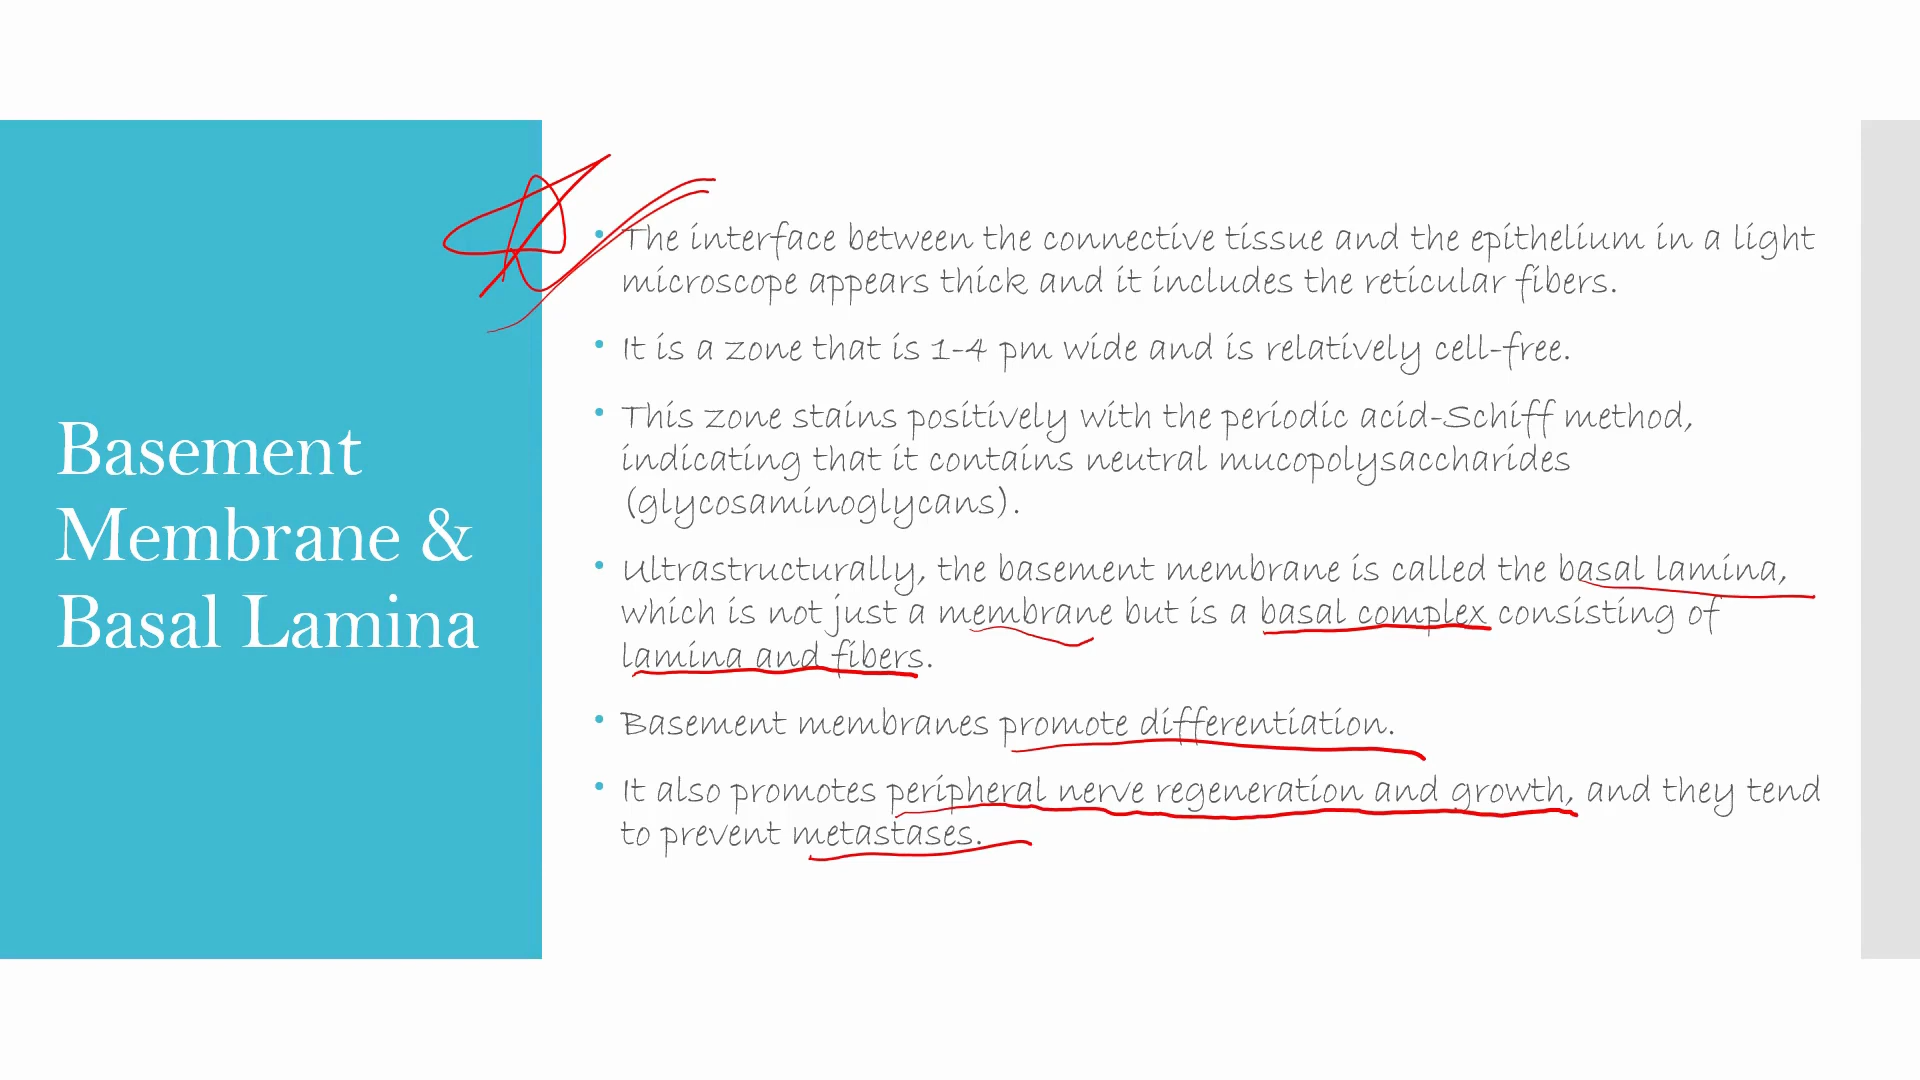 Basement
Membrane &
Basal Lamina
• The interface between the connective tissue and the epithelium in a light
microscope appears thick and it includes the reticular fibers.
• It is a zone that is 1-4 pm wide and is relatively cell-free.
• This zone stains positively with the periodic acid-Schiff method,
indicating that it contains neutral mucopolysaccharides
(glycosaminoglycans).
• Ultrastructurally, the basement membrane is called the basal lamina,
which is not just a membrane but is a basal complex consisting of
lamina and fibers.
• Basement membranes promote differentiation.
• It also promotes peripheral nerve regeneration and growth, and they tend
to prevent metastases.